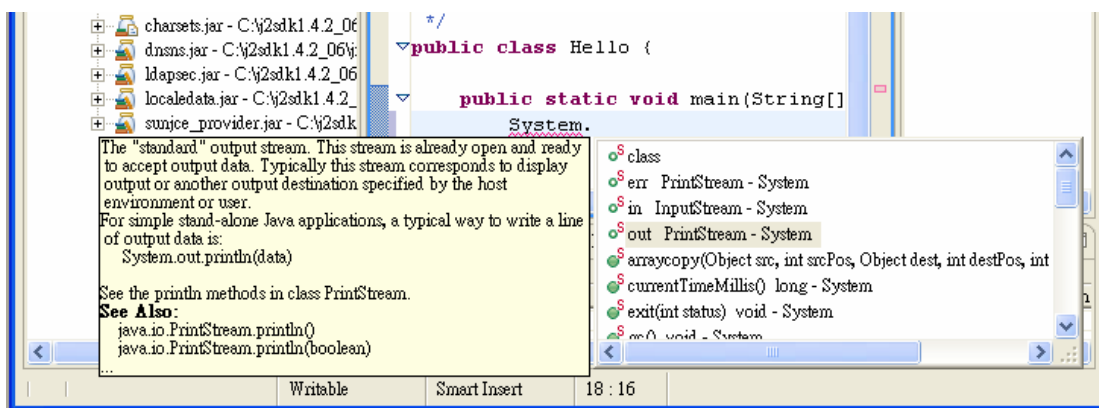 charsets.jar - C:\j2sdk1.4.2_06
dnsns.jar - C:\j2sdk1.4.2_06\j
ldapsec.jar - C:\j2sdk1.4.2_06
localedata.jar - C:\j2sdk1.4.2_
sunjce_provider.jar - C:\j2sdk
*/
public class Hello {
public static void main(String[]
System.
The "standard" output stream. This stream is already open and ready
to accept output data. Typically this stream corresponds to display
output or another output destination specified by the host
environment or user.
For simple stand-alone Java applications, a typical way to write a line
of output data is:
System.out.println(data)
See the println methods in class PrintStream.
See Also:
java.io.PrintStream.println()
java.io.PrintStream.println(boolean)
...
class
err PrintStream - System
in InputStream - System
out PrintStream - System
arraycopy(Object src, int srcPos, Object dest, int destPos, int
currentTimeMillis() long - System
exit(int status) void - System
gc() void - System
Writable
Smart Insert
18 : 16